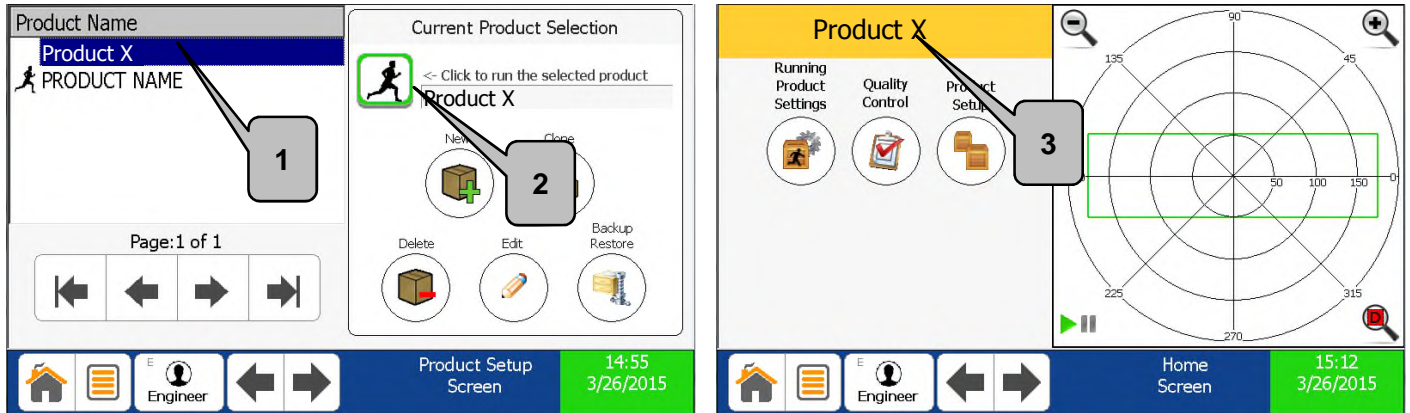 Product Name
Product X
PRODUCT NAME
1
Page:1 of 1
Current Product Selection
<- Click to run the selected product
Product X
New
Clone
2
Delete
Edit
Backup
Restore
E
Engineer
Product Setup
Screen
14:55
3/26/2015
Product X
Running
Product
Settings
Quality
Control
Product
Setup
3
90
135
45
0
50
100
150
0
225
315
270
D
E
Engineer
Home
Screen
15:12
3/26/2015